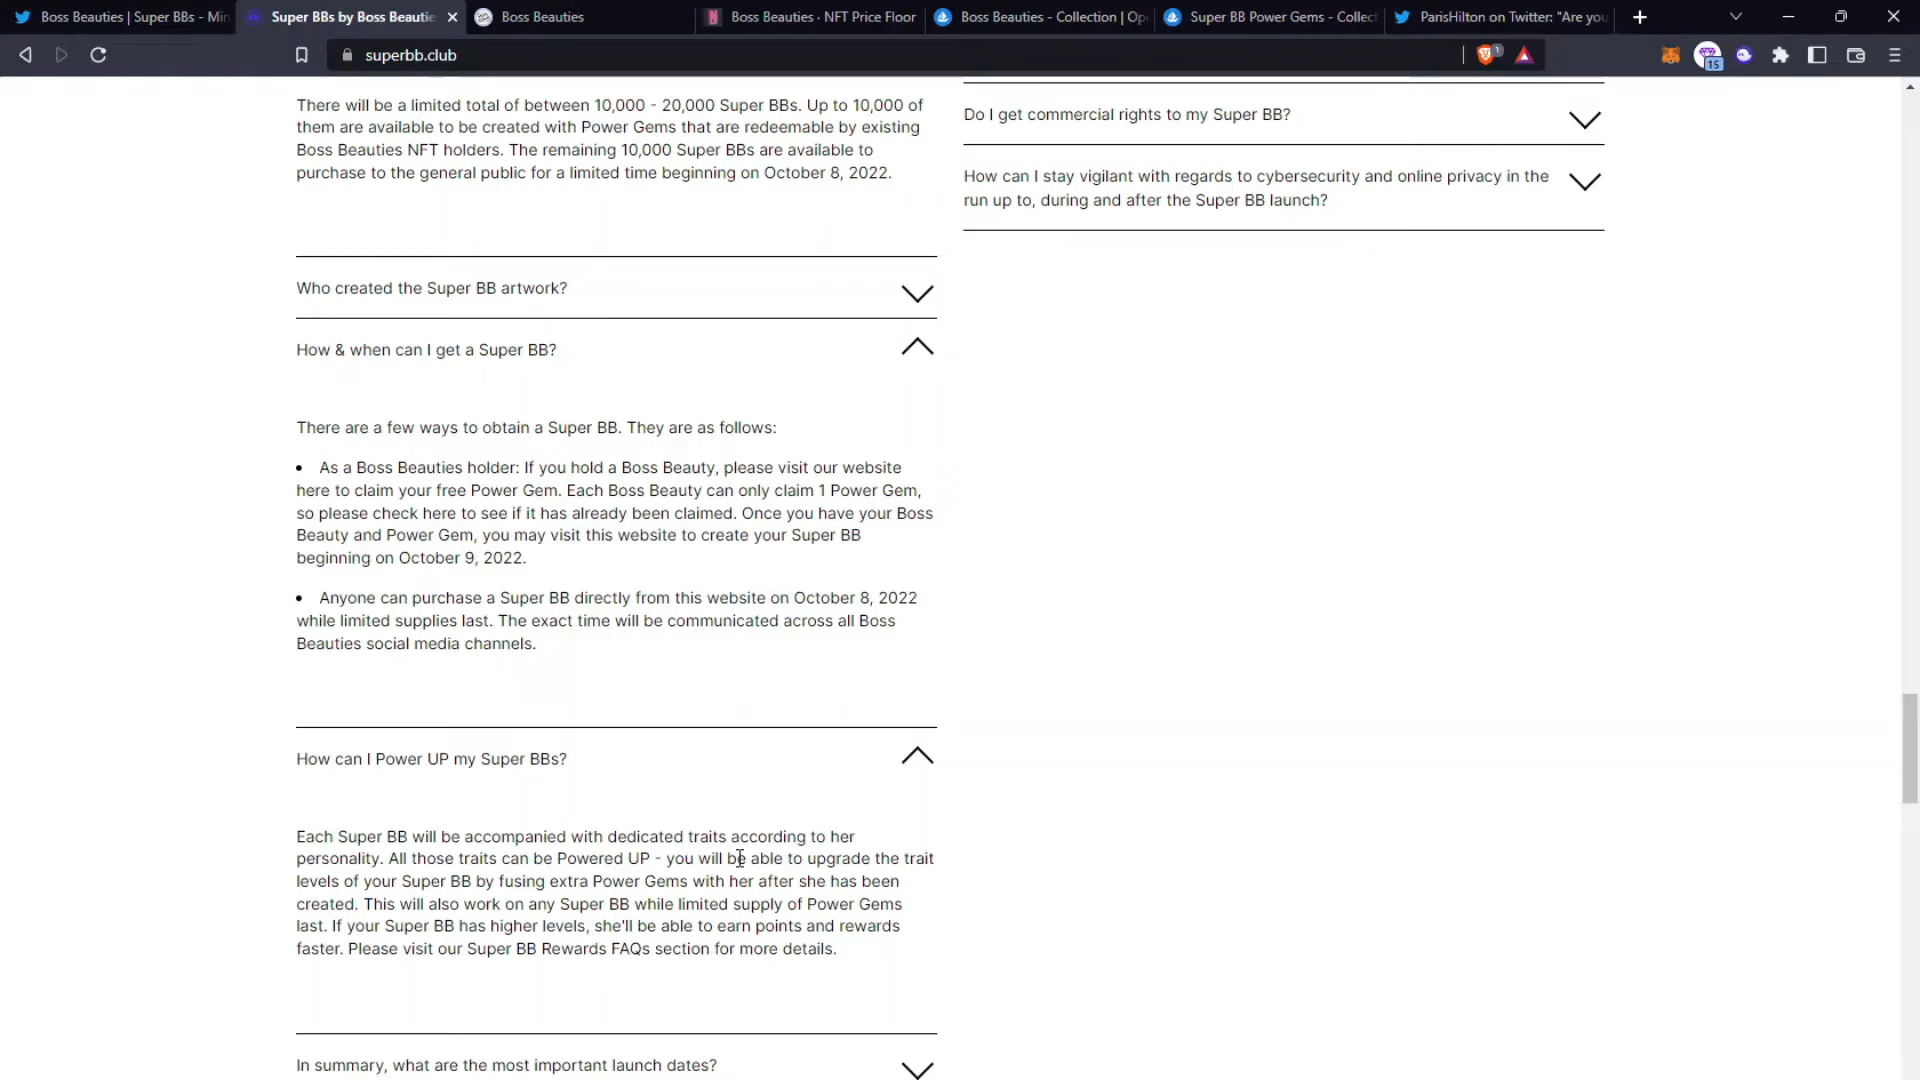 Boss Beauties | Super BBs - Min
Super BBs by Boss Beautie
Boss Beauties
Boss Beauties · NFT Price Floor
Boss Beauties - Collection | Op
Super BB Power Gems - Collect
ParisHilton on Twitter: "Are you
superbb.club
1
15
There will be a limited total of between 10,000 - 20,000 Super BBs. Up to 10,000 of
them are available to be created with Power Gems that are redeemable by existing
Boss Beauties NFT holders. The remaining 10,000 Super BBs are available to
purchase to the general public for a limited time beginning on October 8, 2022.
Who created the Super BB artwork?
How & when can I get a Super BB?
There are a few ways to obtain a Super BB. They are as follows:
• As a Boss Beauties holder: If you hold a Boss Beauty, please visit our website
here to claim your free Power Gem. Each Boss Beauty can only claim 1 Power Gem,
so please check here to see if it has already been claimed. Once you have your Boss
Beauty and Power Gem, you may visit this website to create your Super BB
beginning on October 9, 2022.
• Anyone can purchase a Super BB directly from this website on October 8, 2022
while limited supplies last. The exact time will be communicated across all Boss
Beauties social media channels.
How can I Power UP my Super BBs?
Each Super BB will be accompanied with dedicated traits according to her
personality. All those traits can be Powered UP - you will be able to upgrade the trait
levels of your Super BB by fusing extra Power Gems with her after she has been
created. This will also work on any Super BB while limited supply of Power Gems
last. If your Super BB has higher levels, she'll be able to earn points and rewards
faster. Please visit our Super BB Rewards FAQs section for more details.
In summary, what are the most important launch dates?
Do I get commercial rights to my Super BB?
How can I stay vigilant with regards to cybersecurity and online privacy in the
run up to, during and after the Super BB launch?